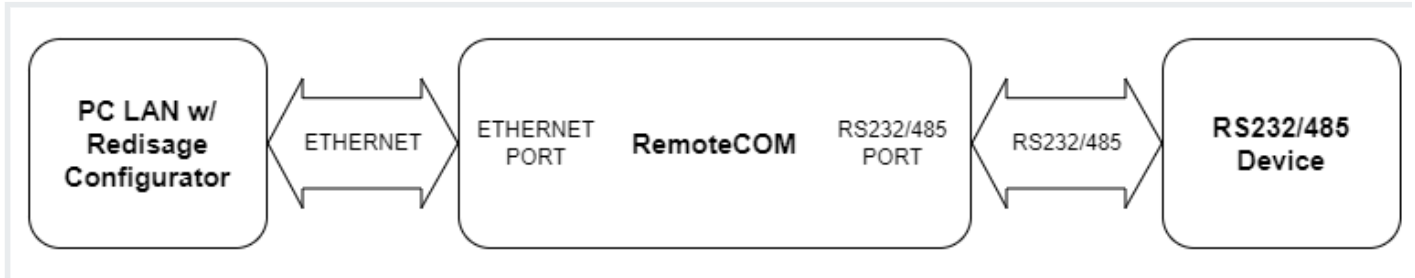 PC LAN w/
Redisage
Configurator
ETHERNET
ETHERNET
PORT
RemoteCOM
RS232/485
PORT
RS232/485
RS232/485
Device